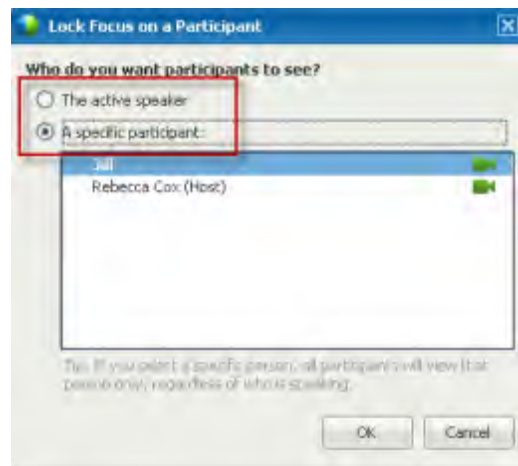 Lock Focus on a Participant
Who do you want participants to see?
The active speaker
A specific participant:
Jill
Rebecca Cox (Host)
Tip: If you select a specific person, all participants will view that
person only, regardless of who is speaking.
OK
Cancel